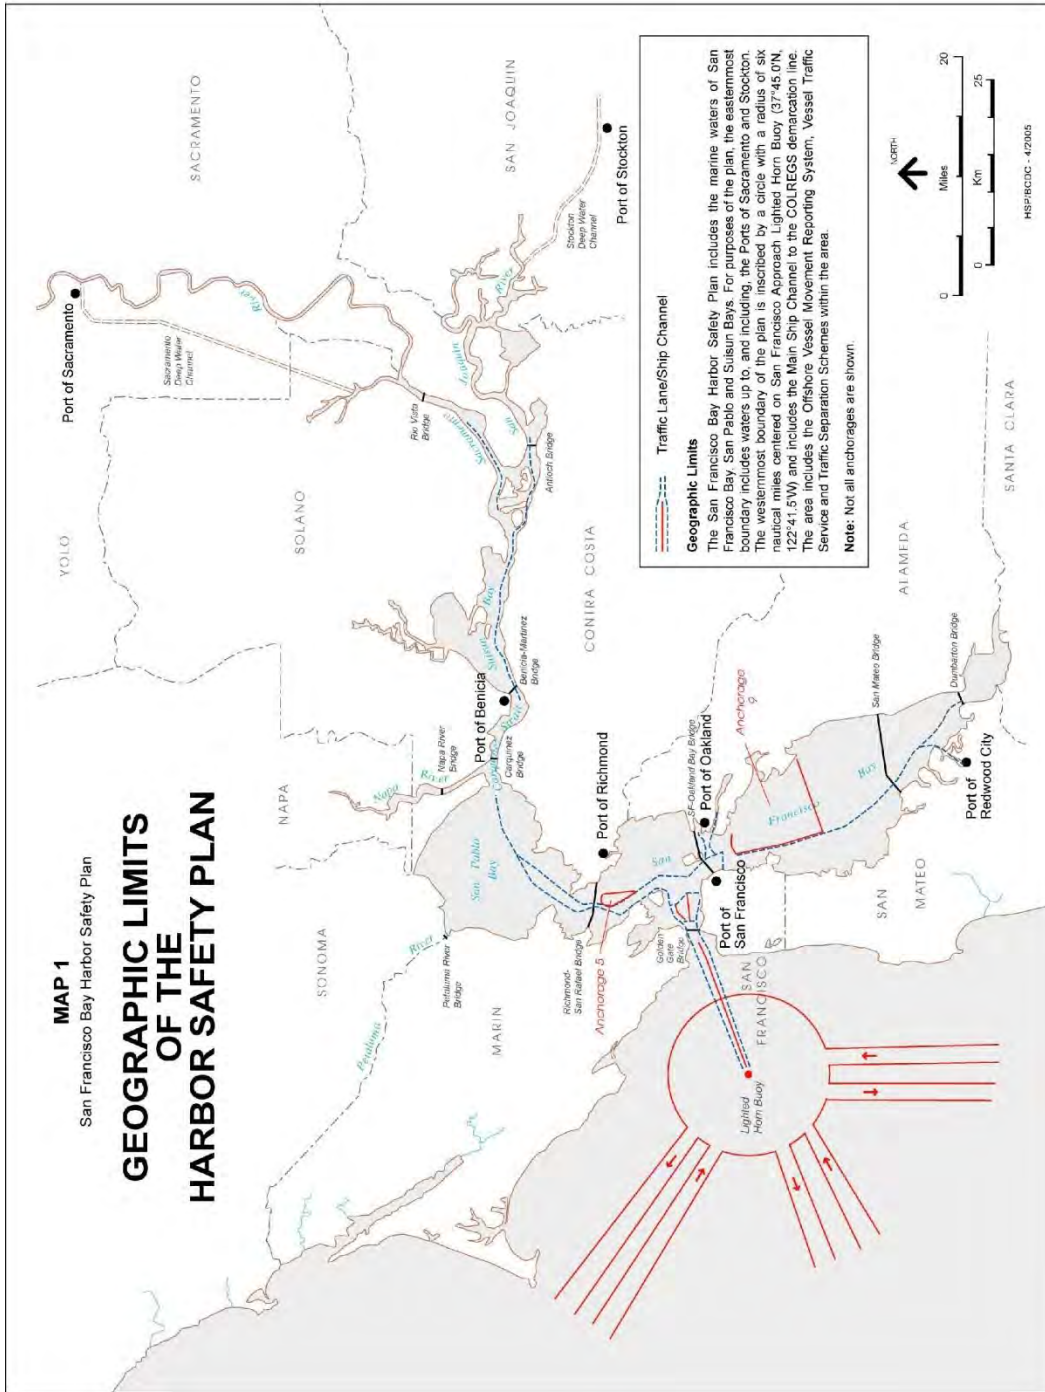 MAP 1
San Francisco Bay Harbor Safety Plan
GEOGRAPHIC LIMITS
OF THE
HARBOR SAFETY PLAN
YOLO
SACRAMENTO
Port of Sacramento
Sacramento
Deep Water
Channel
River
SOLANO
NAPA
SONOMA
Rio Vista
Bridge
Sacramento
SAN JOAQUIN
Joaquin
River
San
Stockton
Deep Water
Channel
Port of Stockton
Antioch Bridge
Petaluma
River
Petaluma River
Bridge
Napa
River
Napa River
Bridge
San Pablo
Bay
Carquinez
Strait
Carquinez
Bridge
Port of Benicia
Benicia-Martinez
Bridge
Suisun
Bay
CONTRA COSTA
MARIN
Richmond-
San Rafael Bridge
Anchorage 5
Port of Richmond
Golden
Gate
Bridge
SF-Oakland Bay Bridge
Port of Oakland
San
Francisco
Bay
Anchorage
9
Port of
San Francisco
SAN
FRANCISCO
Lighted
Horn Buoy
ALAMEDA
San Mateo Bridge
Dumbarton Bridge
SAN
MATEO
Port of
Redwood City
SANTA CLARA
Traffic Lane/Ship Channel
Geographic Limits
The San Francisco Bay Harbor Safety Plan includes the marine waters of San
Francisco Bay, San Pablo and Suisun Bays. For purposes of the plan, the easternmost
boundary includes waters up to, and including, the Ports of Sacramento and Stockton.
The westernmost boundary of the plan is inscribed by a circle with a radius of six
nautical miles centered on San Francisco Approach Lighted Horn Buoy (37°45.0'N,
122°41.5'W) and includes the Main Ship Channel to the COLREGS demarcation line.
The area includes the Offshore Vessel Movement Reporting System, Vessel Traffic
Service and Traffic Separation Schemes within the area.
Note: Not all anchorages are shown.
NORTH
0 Miles 20
0 Km 25
HSP/BCDC - 4/2005